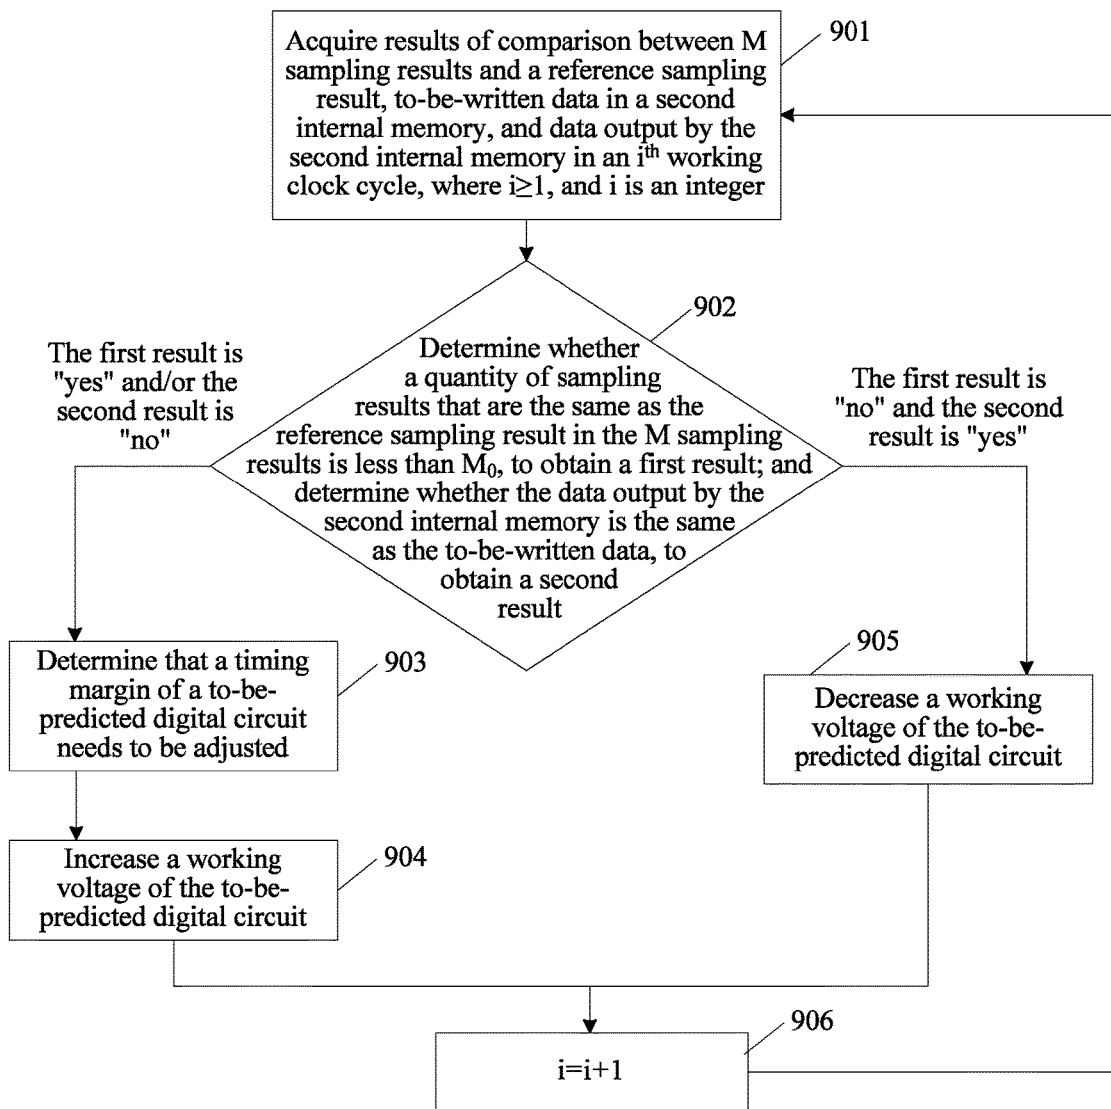 Acquire results of comparison between M
sampling results and a reference sampling
result, to-be-written data in a second
internal memory, and data output by the
second internal memory in an iᵗʰ working
clock cycle, where i≥1, and i is an integer
901
902
Determine whether
a quantity of sampling
results that are the same as the
reference sampling result in the M sampling
results is less than M₀, to obtain a first result; and
determine whether the data output by the
second internal memory is the same
as the to-be-written data, to
obtain a second
result
The first result is
"yes" and/or the
second result is
"no"
The first result is
"no" and the second
result is "yes"
Determine that a timing
margin of a to-be-
predicted digital circuit
needs to be adjusted
903
905
Decrease a working
voltage of the to-be-
predicted digital circuit
Increase a working
voltage of the to-be-
predicted digital circuit
904
906
i=i+1